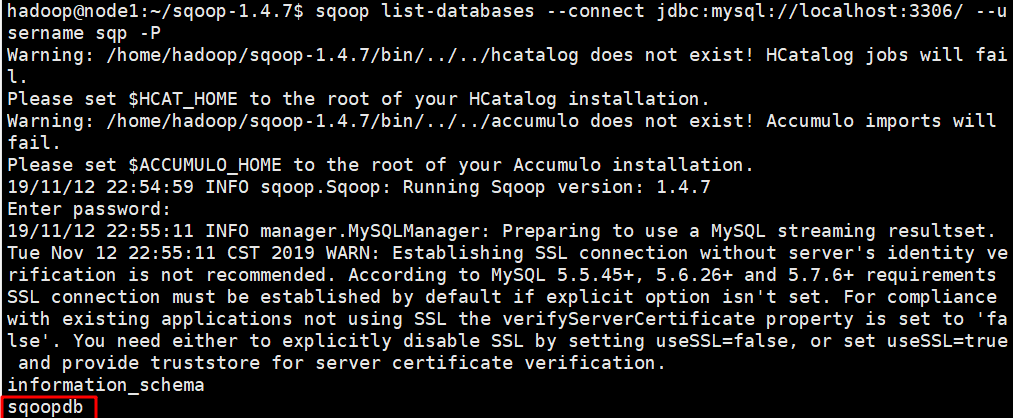 hadoop@node1:~/sqoop-1.4.7$ sqoop list-databases --connect jdbc:mysql://localhost:3306/ --u
sername sqp -P
Warning: /home/hadoop/sqoop-1.4.7/bin/../../hcatalog does not exist! HCatalog jobs will fai
l.
Please set $HCAT_HOME to the root of your HCatalog installation.
Warning: /home/hadoop/sqoop-1.4.7/bin/../../accumulo does not exist! Accumulo imports will
fail.
Please set $ACCUMULO_HOME to the root of your Accumulo installation.
19/11/12 22:54:59 INFO sqoop.Sqoop: Running Sqoop version: 1.4.7
Enter password:
19/11/12 22:55:11 INFO manager.MySQLManager: Preparing to use a MySQL streaming resultset.
Tue Nov 12 22:55:11 CST 2019 WARN: Establishing SSL connection without server's identity ve
rification is not recommended. According to MySQL 5.5.45+, 5.6.26+ and 5.7.6+ requirements
SSL connection must be established by default if explicit option isn't set. For compliance
with existing applications not using SSL the verifyServerCertificate property is set to 'fa
lse'. You need either to explicitly disable SSL by setting useSSL=false, or set useSSL=true
and provide truststore for server certificate verification.
information_schema
sqoopdb